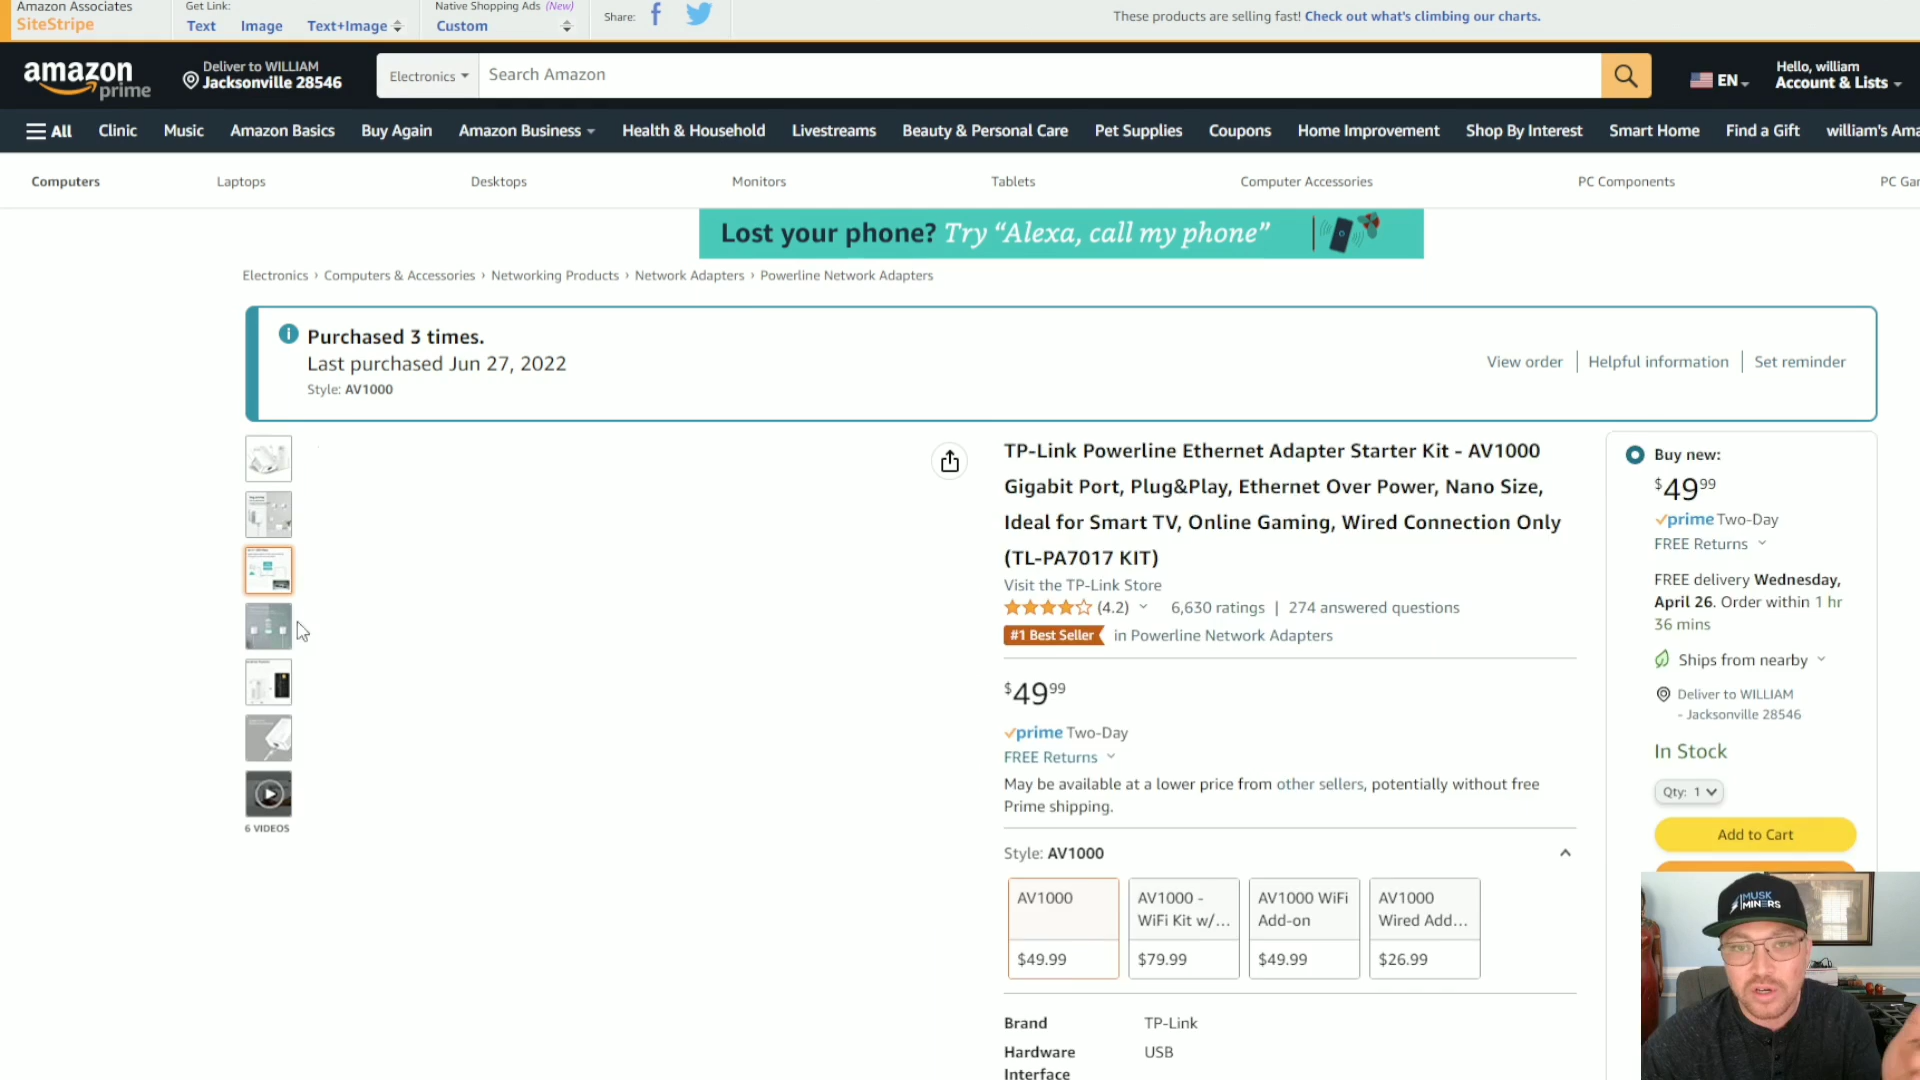 Amazon Associates
SiteStripe
Get Link:
Text Image Text+Image
Native Shopping Ads (New)
Custom
Share:
These products are selling fast! Check out what's climbing our charts.
amazon
prime
Deliver to WILLIAM
Jacksonville 28546
Electronics
Search Amazon
EN
Hello, william
Account & Lists
All Clinic Music Amazon Basics Buy Again Amazon Business Health & Household Livestreams Beauty & Personal Care Pet Supplies Coupons Home Improvement Shop By Interest Smart Home Find a Gift william's Ama
Computers Laptops Desktops Monitors Tablets Computer Accessories PC Components PC Gar
Lost your phone? Try “Alexa, call my phone”
Electronics › Computers & Accessories › Networking Products › Network Adapters › Powerline Network Adapters
Purchased 3 times.
Last purchased Jun 27, 2022
Style: AV1000
View order Helpful information Set reminder
6 VIDEOS
TP-Link Powerline Ethernet Adapter Starter Kit - AV1000
Gigabit Port, Plug&Play, Ethernet Over Power, Nano Size,
Ideal for Smart TV, Online Gaming, Wired Connection Only
(TL-PA7017 KIT)
Visit the TP-Link Store
(4.2) 6,630 ratings | 274 answered questions
#1 Best Seller in Powerline Network Adapters
$49.99
prime Two-Day
FREE Returns
May be available at a lower price from other sellers, potentially without free
Prime shipping.
Style: AV1000
AV1000
$49.99
AV1000 -
WiFi Kit w/...
$79.99
AV1000 WiFi
Add-on
$49.99
AV1000
Wired Add...
$26.99
Brand TP-Link
Hardware USB
Interface
Buy new:
$49.99
prime Two-Day
FREE Returns
FREE delivery Wednesday,
April 26. Order within 1 hr
36 mins
Ships from nearby
Deliver to WILLIAM
- Jacksonville 28546
In Stock
Qty: 1
Add to Cart
MUSK
MINERS